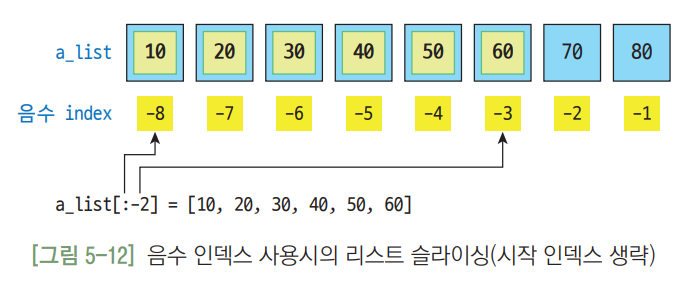 a_list 10 20 30 40 50 60 70 80
음수 index -8 -7 -6 -5 -4 -3 -2 -1
a_list[:-2] = [10, 20, 30, 40, 50, 60]
[그림 5-12] 음수 인덱스 사용시의 리스트 슬라이싱(시작 인덱스 생략)